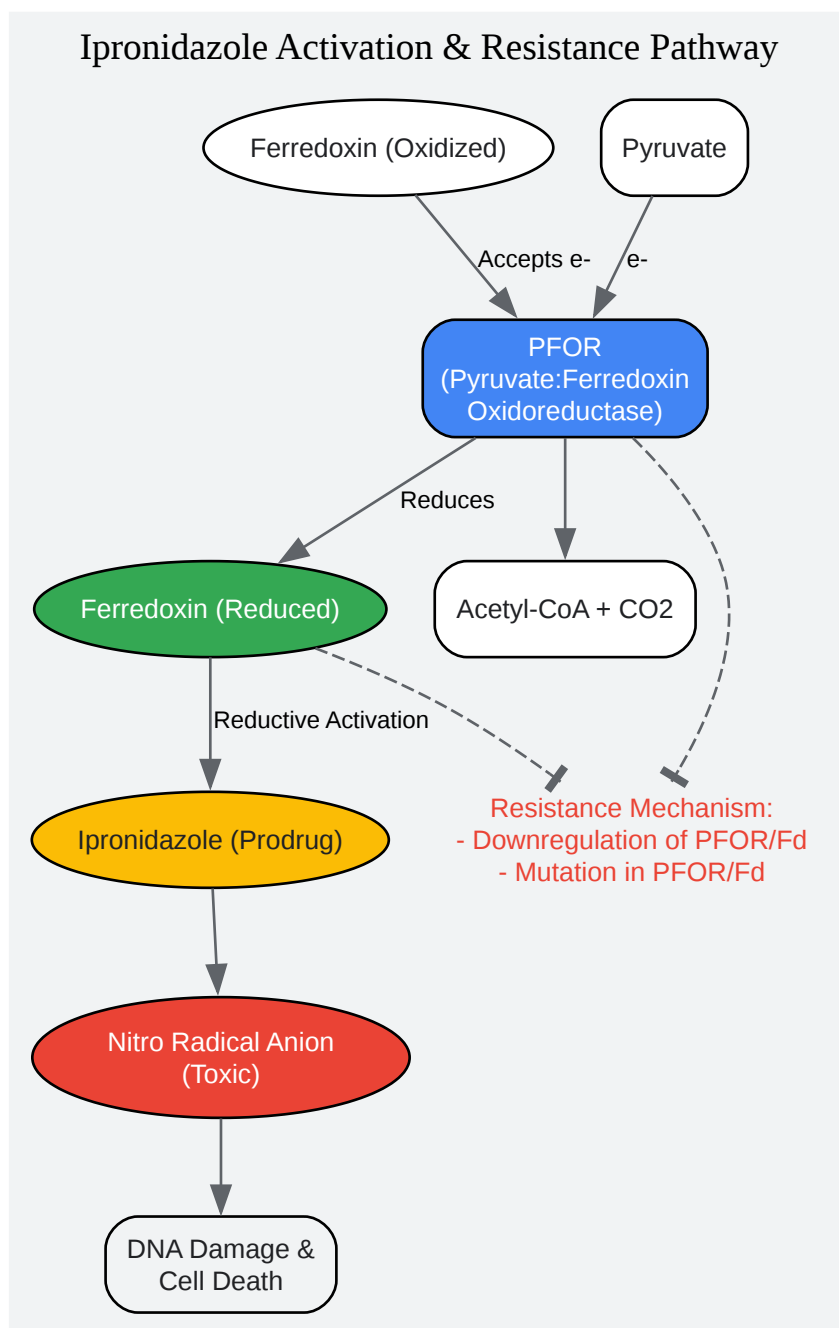 Ipronidazole Activation & Resistance Pathway
Ferredoxin (Oxidized)
Pyruvate
Accepts e-
e-
PFOR
(Pyruvate:Ferredoxin
Oxidoreductase)
Reduces
Ferredoxin (Reduced)
Acetyl-CoA + CO2
Reductive Activation
Ipronidazole (Prodrug)
Resistance Mechanism:
- Downregulation of PFOR/Fd
- Mutation in PFOR/Fd
Nitro Radical Anion
(Toxic)
DNA Damage &
Cell Death